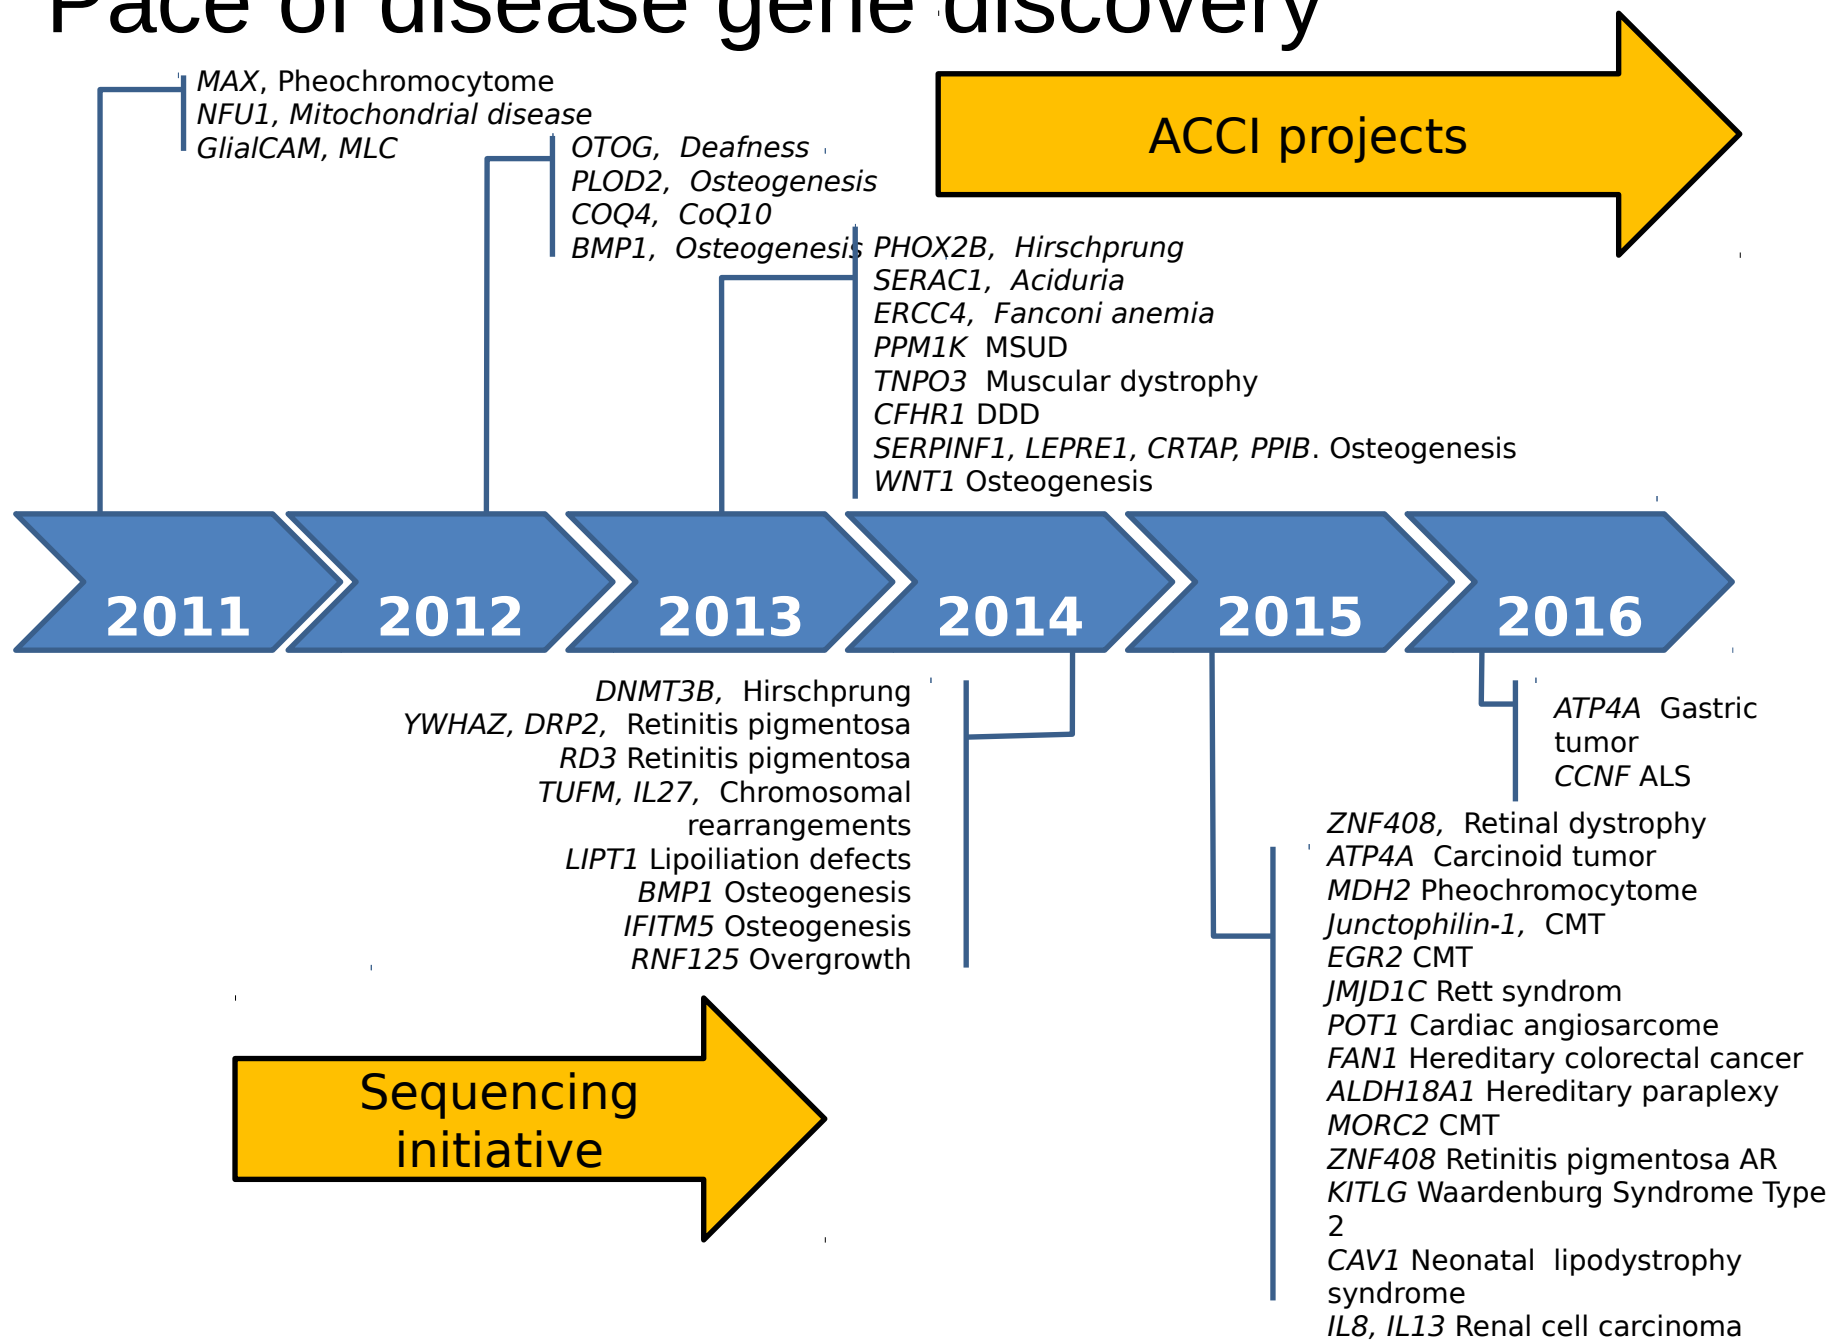 Pace of disease gene discovery
MAX, Pheochromocytome
NFU1, Mitochondrial disease
GlialCAM, MLC
OTOG, Deafness
PLOD2, Osteogenesis
COQ4, CoQ10
BMP1, Osteogenesis
ACCI projects
PHOX2B, Hirschprung
SERAC1, Aciduria
ERCC4, Fanconi anemia
PPM1K MSUD
TNPO3 Muscular dystrophy
CFHR1 DDD
SERPINF1, LEPRE1, CRTAP, PPIB. Osteogenesis
WNT1 Osteogenesis
2011
2012
2013
2014
2015
2016
DNMT3B, Hirschprung
YWHAZ, DRP2, Retinitis pigmentosa
RD3 Retinitis pigmentosa
TUFM, IL27, Chromosomal
rearrangements
LIPT1 Lipoiliation defects
BMP1 Osteogenesis
IFITM5 Osteogenesis
RNF125 Overgrowth
ATP4A Gastric
tumor
CCNF ALS
ZNF408, Retinal dystrophy
ATP4A Carcinoid tumor
MDH2 Pheochromocytome
Junctophilin-1, CMT
EGR2 CMT
JMJD1C Rett syndrom
POT1 Cardiac angiosarcome
FAN1 Hereditary colorectal cancer
ALDH18A1 Hereditary paraplexy
MORC2 CMT
ZNF408 Retinitis pigmentosa AR
KITLG Waardenburg Syndrome Type
2
CAV1 Neonatal lipodystrophy
syndrome
IL8, IL13 Renal cell carcinoma
Sequencing
initiative